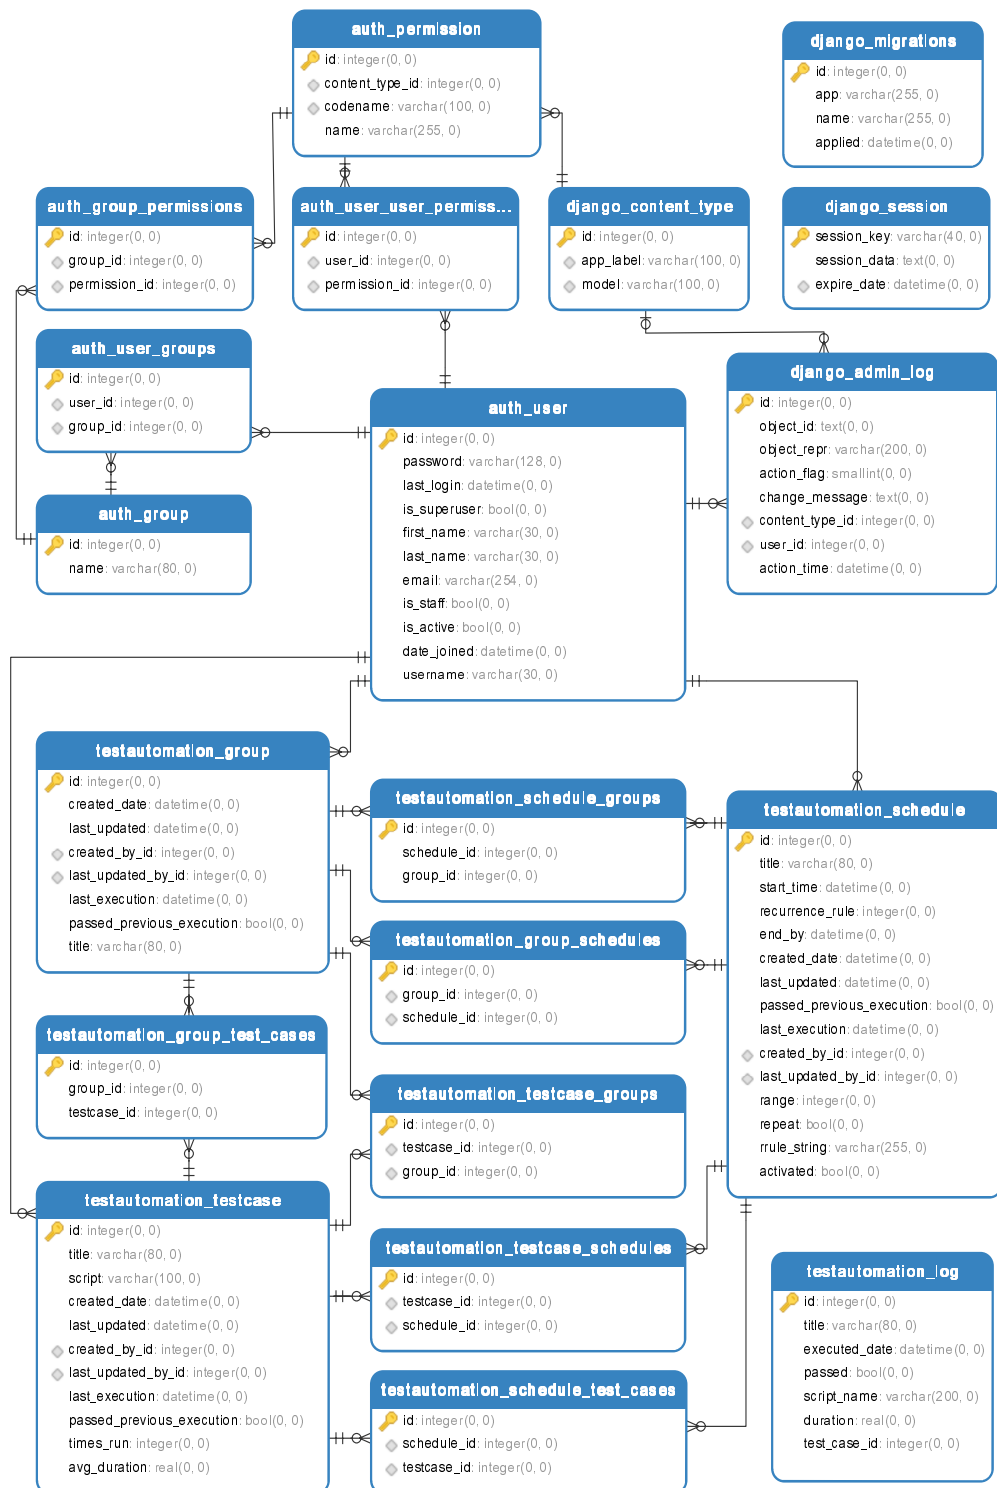 auth_permission
id: integer(0, 0)
content_type_id: integer(0, 0)
codename: varchar(100, 0)
name: varchar(255, 0)
django_migrations
id: integer(0, 0)
app: varchar(255, 0)
name: varchar(255, 0)
applied: datetime(0, 0)
auth_group_permissions
id: integer(0, 0)
group_id: integer(0, 0)
permission_id: integer(0, 0)
auth_user_user_permiss...
id: integer(0, 0)
user_id: integer(0, 0)
permission_id: integer(0, 0)
django_content_type
id: integer(0, 0)
app_label: varchar(100, 0)
model: varchar(100, 0)
django_session
session_key: varchar(40, 0)
session_data: text(0, 0)
expire_date: datetime(0, 0)
auth_user_groups
id: integer(0, 0)
user_id: integer(0, 0)
group_id: integer(0, 0)
django_admin_log
id: integer(0, 0)
object_id: text(0, 0)
object_repr: varchar(200, 0)
action_flag: smallint(0, 0)
change_message: text(0, 0)
content_type_id: integer(0, 0)
user_id: integer(0, 0)
action_time: datetime(0, 0)
auth_user
id: integer(0, 0)
password: varchar(128, 0)
last_login: datetime(0, 0)
is_superuser: bool(0, 0)
first_name: varchar(30, 0)
last_name: varchar(30, 0)
email: varchar(254, 0)
is_staff: bool(0, 0)
is_active: bool(0, 0)
date_joined: datetime(0, 0)
username: varchar(30, 0)
auth_group
id: integer(0, 0)
name: varchar(80, 0)
testautomation_group
id: integer(0, 0)
created_date: datetime(0, 0)
last_updated: datetime(0, 0)
created_by_id: integer(0, 0)
last_updated_by_id: integer(0, 0)
last_execution: datetime(0, 0)
passed_previous_execution: bool(0, 0)
title: varchar(80, 0)
testautomation_schedule_groups
id: integer(0, 0)
schedule_id: integer(0, 0)
group_id: integer(0, 0)
testautomation_schedule
id: integer(0, 0)
title: varchar(80, 0)
start_time: datetime(0, 0)
recurrence_rule: integer(0, 0)
end_by: datetime(0, 0)
created_date: datetime(0, 0)
last_updated: datetime(0, 0)
passed_previous_execution: bool(0, 0)
last_execution: datetime(0, 0)
created_by_id: integer(0, 0)
last_updated_by_id: integer(0, 0)
range: integer(0, 0)
repeat: bool(0, 0)
rrule_string: varchar(255, 0)
activated: bool(0, 0)
testautomation_group_schedules
id: integer(0, 0)
group_id: integer(0, 0)
schedule_id: integer(0, 0)
testautomation_group_test_cases
id: integer(0, 0)
group_id: integer(0, 0)
testcase_id: integer(0, 0)
testautomation_testcase_groups
id: integer(0, 0)
testcase_id: integer(0, 0)
group_id: integer(0, 0)
testautomation_testcase
id: integer(0, 0)
title: varchar(80, 0)
script: varchar(100, 0)
created_date: datetime(0, 0)
last_updated: datetime(0, 0)
created_by_id: integer(0, 0)
last_updated_by_id: integer(0, 0)
last_execution: datetime(0, 0)
passed_previous_execution: bool(0, 0)
times_run: integer(0, 0)
avg_duration: real(0, 0)
testautomation_testcase_schedules
id: integer(0, 0)
testcase_id: integer(0, 0)
schedule_id: integer(0, 0)
testautomation_log
id: integer(0, 0)
title: varchar(80, 0)
executed_date: datetime(0, 0)
passed: bool(0, 0)
script_name: varchar(200, 0)
duration: real(0, 0)
test_case_id: integer(0, 0)
testautomation_schedule_test_cases
id: integer(0, 0)
schedule_id: integer(0, 0)
testcase_id: integer(0, 0)